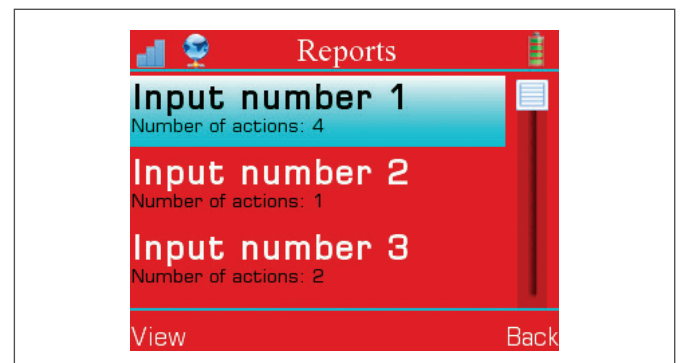 Reports
Input number 1
Number of actions: 4
Input number 2
Number of actions: 1
Input number 3
Number of actions: 2
View Back